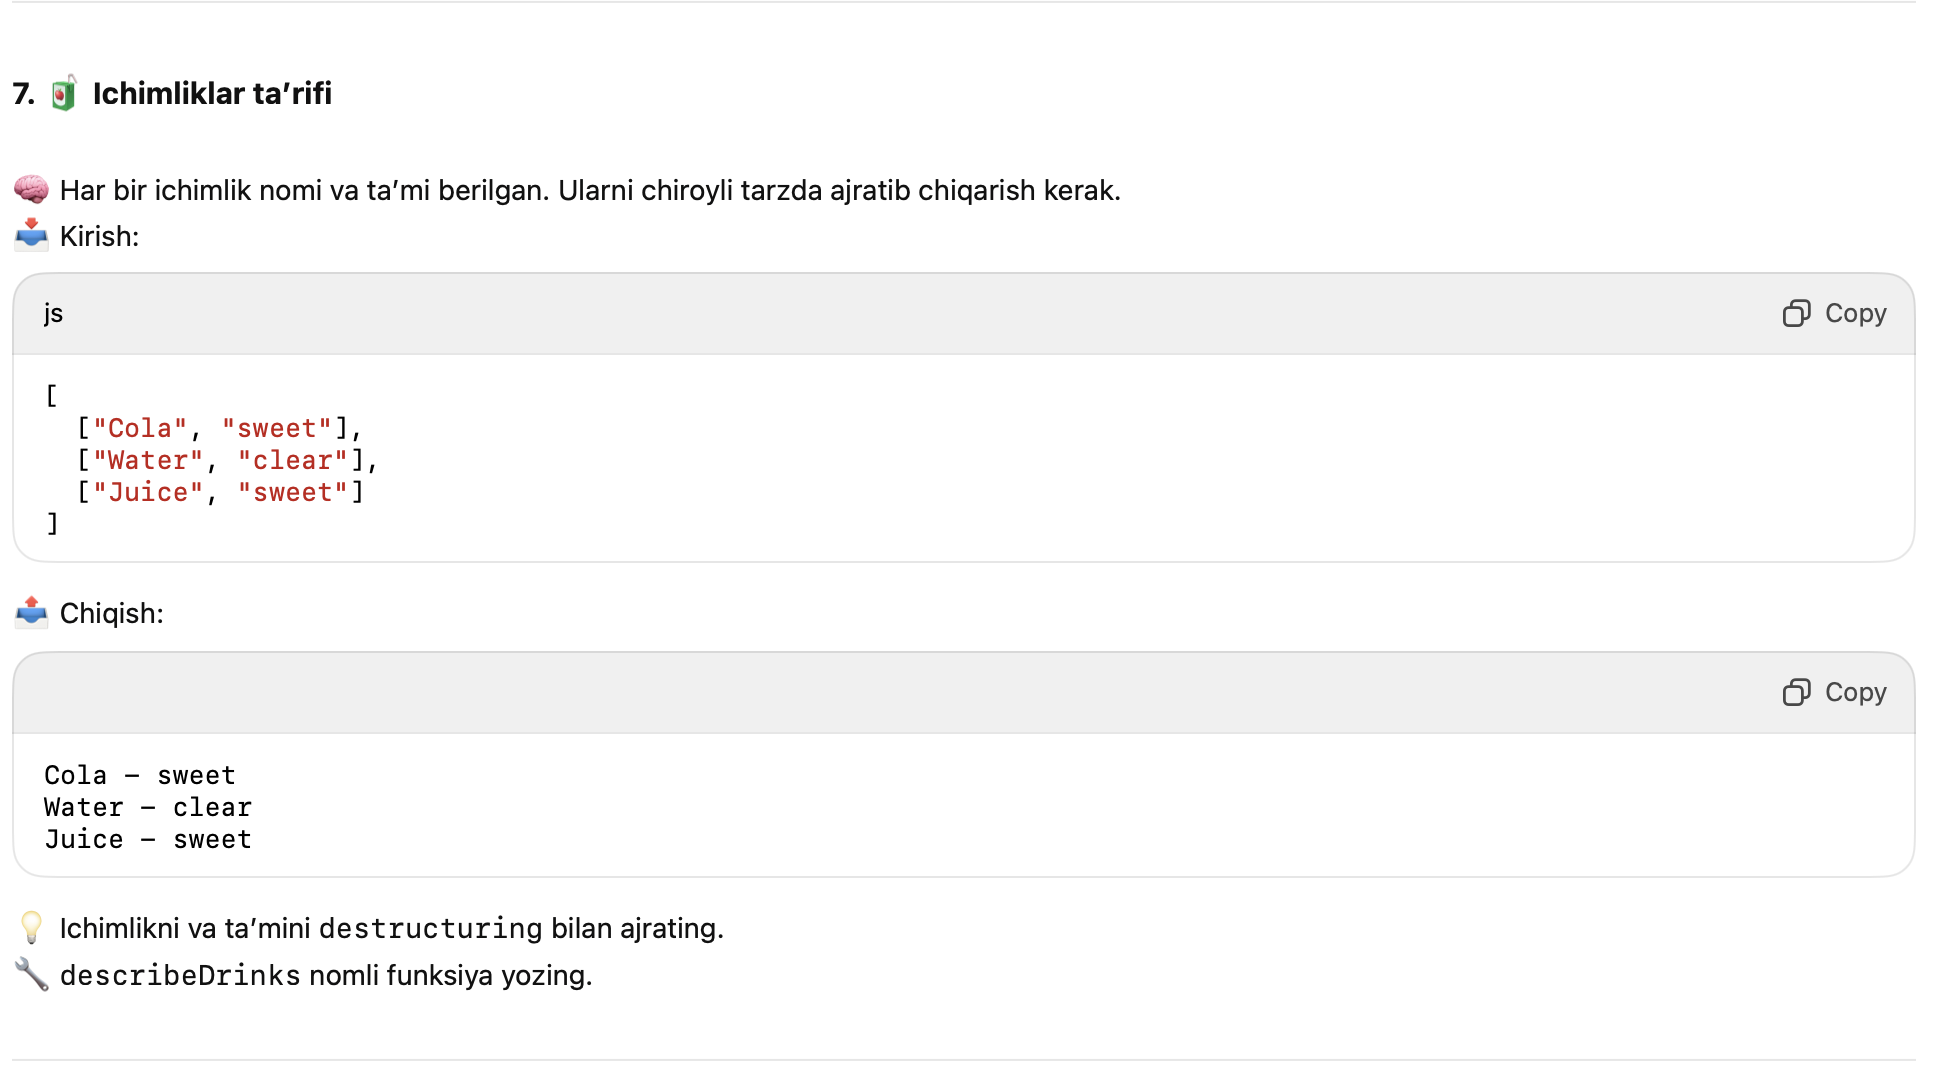 7. 🧃 Ichimliklar ta’rifi
🧠 Har bir ichimlik nomi va ta’mi berilgan. Ularni chiroyli tarzda ajratib chiqarish kerak.
📥 Kirish:
js
Copy
[
  ["Cola", "sweet"],
  ["Water", "clear"],
  ["Juice", "sweet"]
]
📤 Chiqish:
Copy
Cola – sweet
Water – clear
Juice – sweet
💡 Ichimlikni va ta’mini destructuring bilan ajrating.
🔧 describeDrinks nomli funksiya yozing.